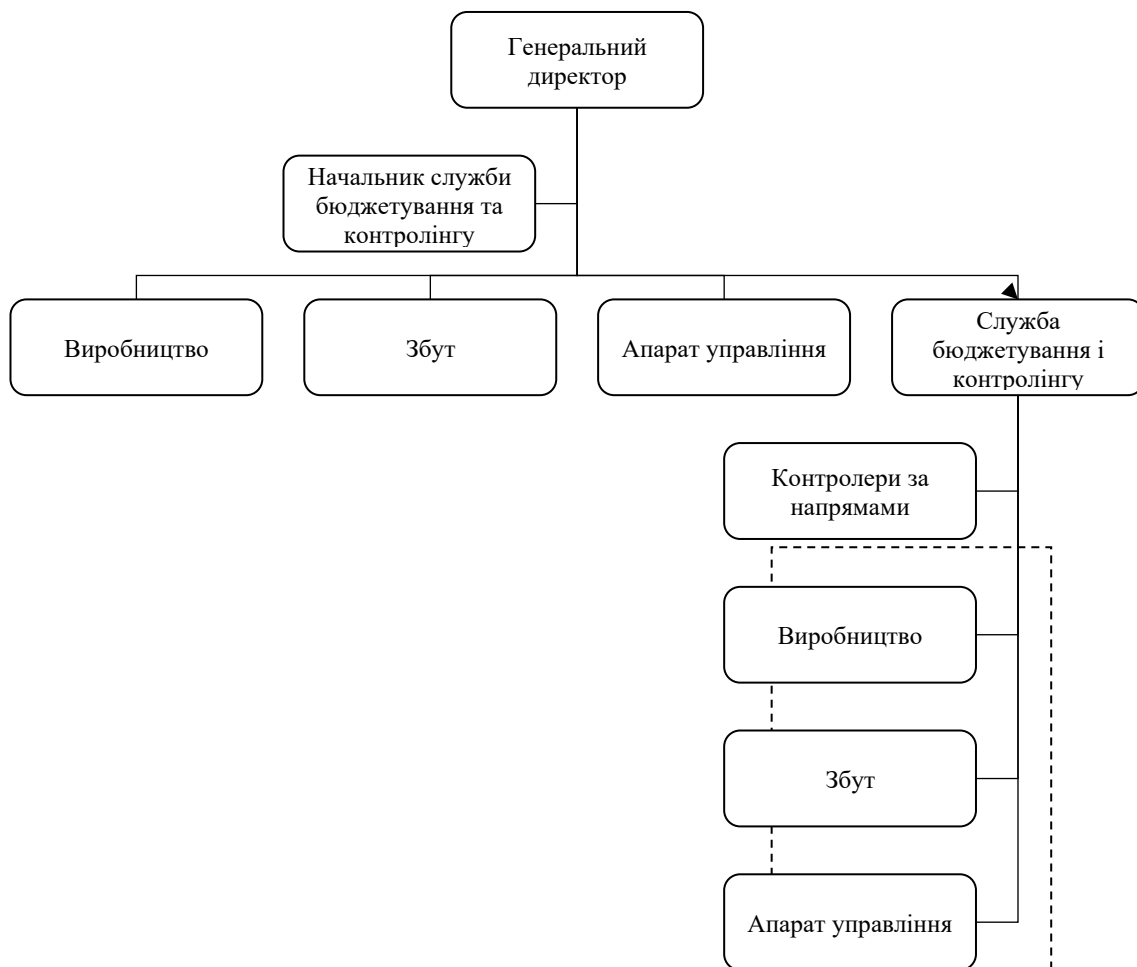 Генеральний
директор
Начальник служби
бюджетування та
контролінгу
Виробництво
Збут
Апарат управління
Служба
бюджетування і
контролінгу
Контролери за
напрямами
Виробництво
Збут
Апарат управління